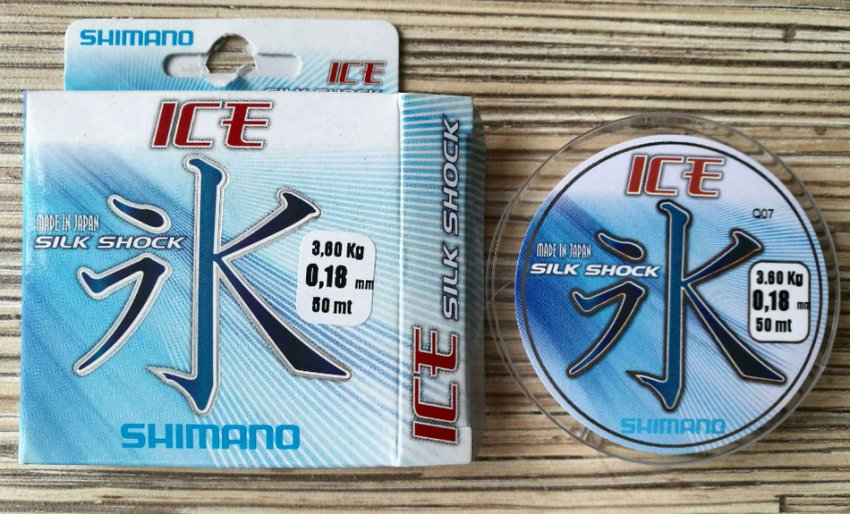 SHIMANO
ICE
SILK SHOCK
ICE
MADE IN JAPAN
SILK SHOCK
氷
3,60 Kg
0,18 mm
50 mt
SHIMANO
ICE SILK SHOCK
ICE
Q07
MADE IN JAPAN
SILK SHOCK
氷
3,60 Kg
0,18 mm
50 mt
SHIMANO